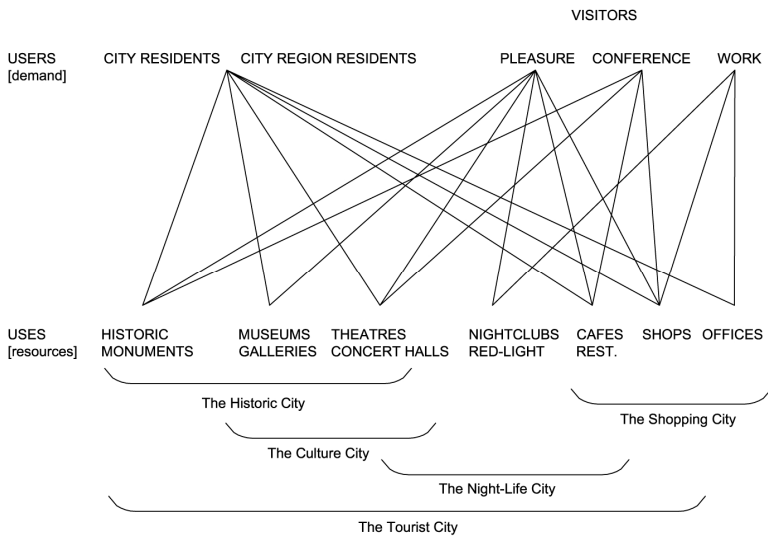 VISITORS
USERS CITY RESIDENTS CITY REGION RESIDENTS PLEASURE CONFERENCE WORK
[demand]
USES HISTORIC MUSEUMS THEATRES NIGHTCLUBS CAFES SHOPS OFFICES
[resources] MONUMENTS GALLERIES CONCERT HALLS RED-LIGHT REST.
The Historic City
The Shopping City
The Culture City
The Night-Life City
The Tourist City